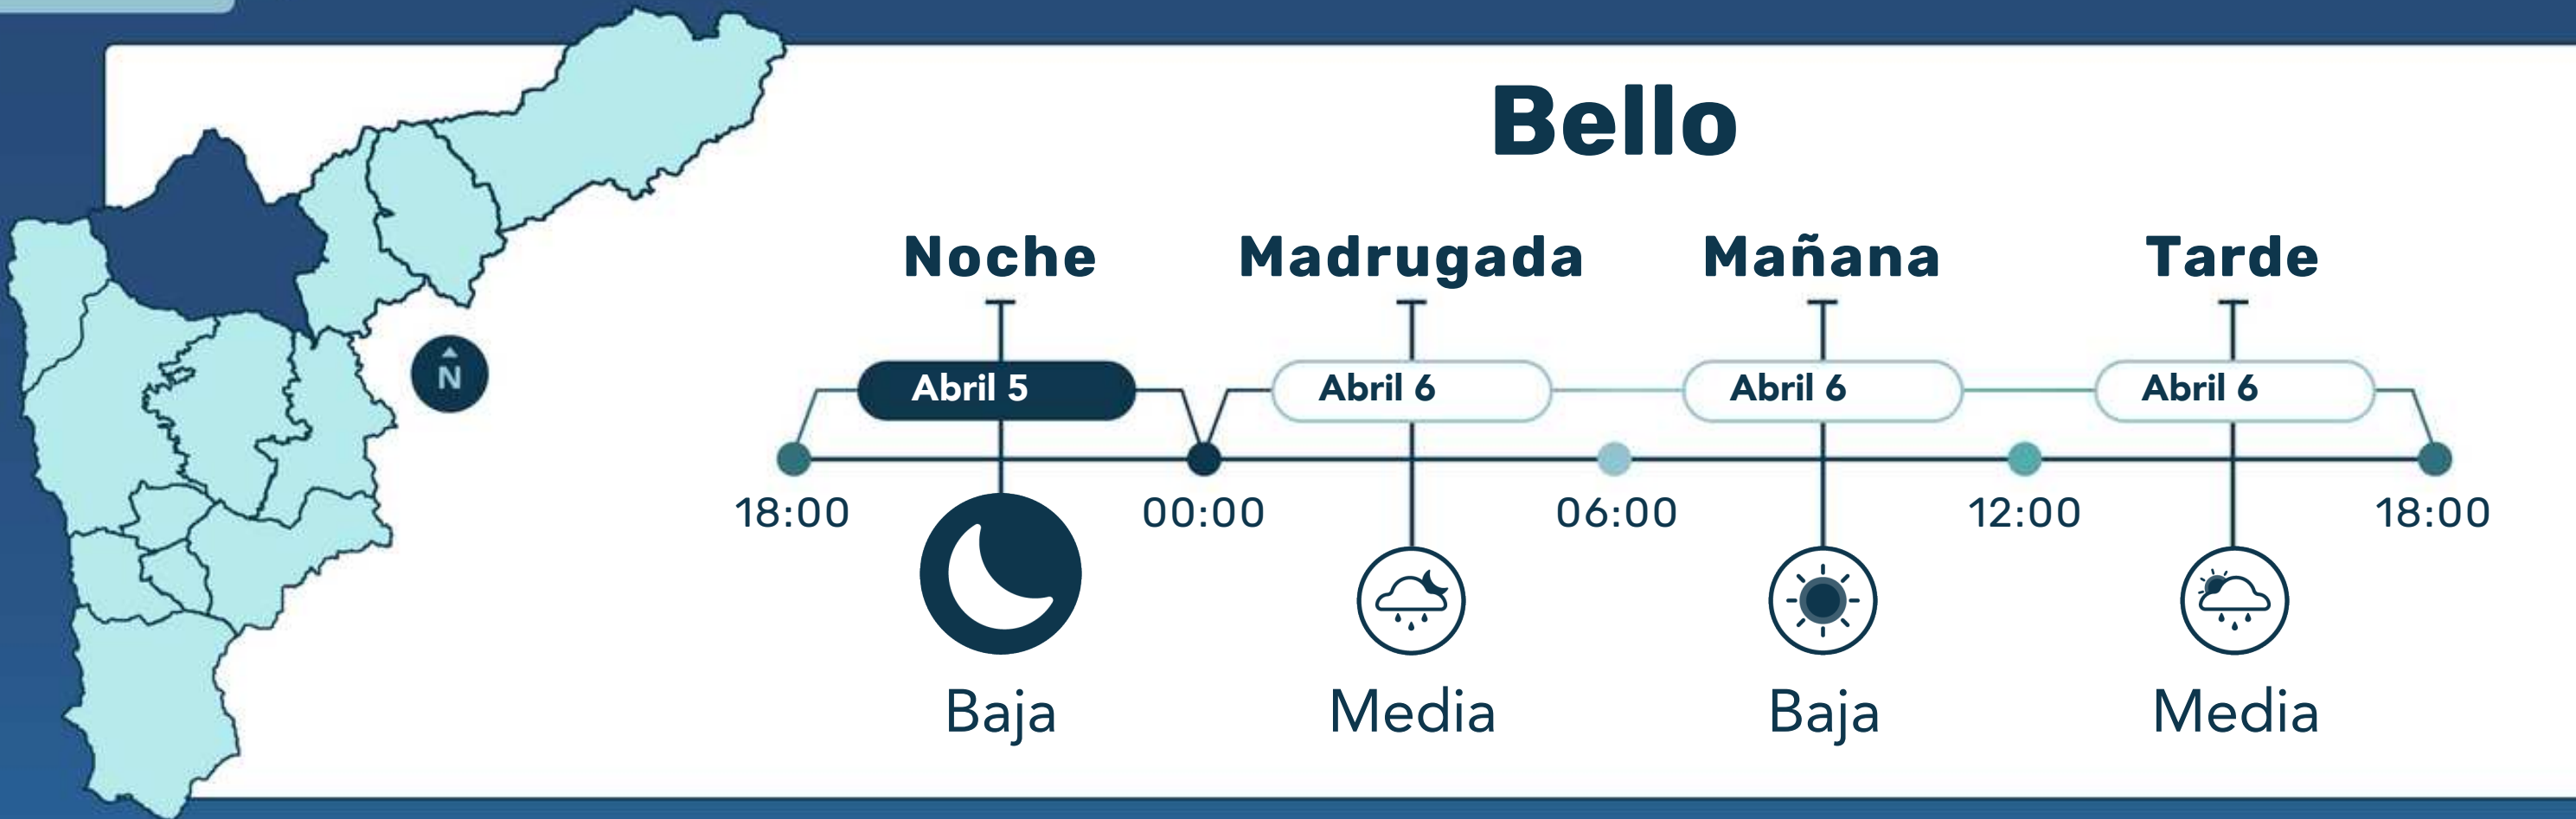 Bello
Noche Madrugada Mañana Tarde
Abril 5 Abril 6 Abril 6 Abril 6
N
18:00 00:00 06:00 12:00 18:00
Baja Media Baja Media